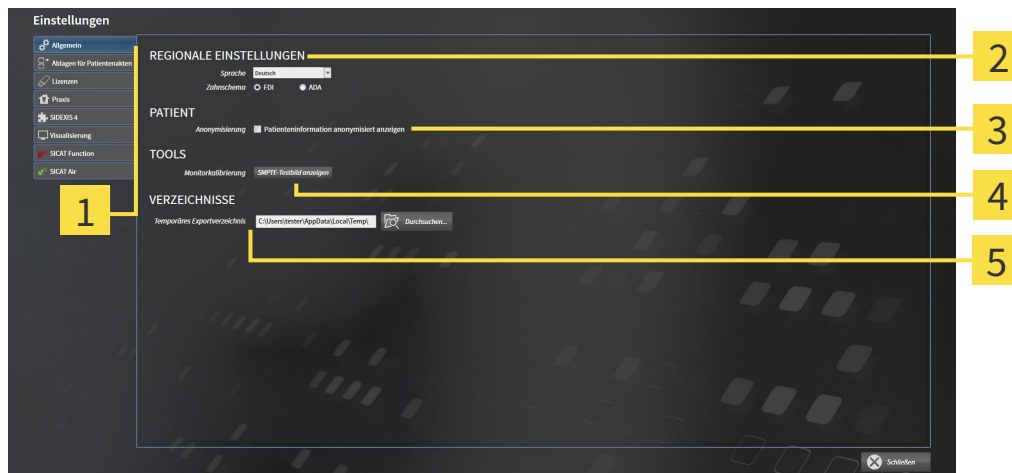 Einstellungen
Allgemein
Ablagen für Patientenakten
Lizenzen
Praxis
SIDEXIS 4
Visualisierung
SICAT Function
SICAT Air
1
REGIONALE EINSTELLUNGEN
2
Sprache Deutsch
Zahnschema FDI ADA
PATIENT
Anonymisierung Patienteninformation anonymisiert anzeigen
3
TOOLS
Monitorkalibrierung SMPTE-Testbild anzeigen
4
VERZEICHNISSE
Temporäres Exportverzeichnis C:\Users\tester\AppData\Local\Temp\ Durchsuchen...
5
Schließen